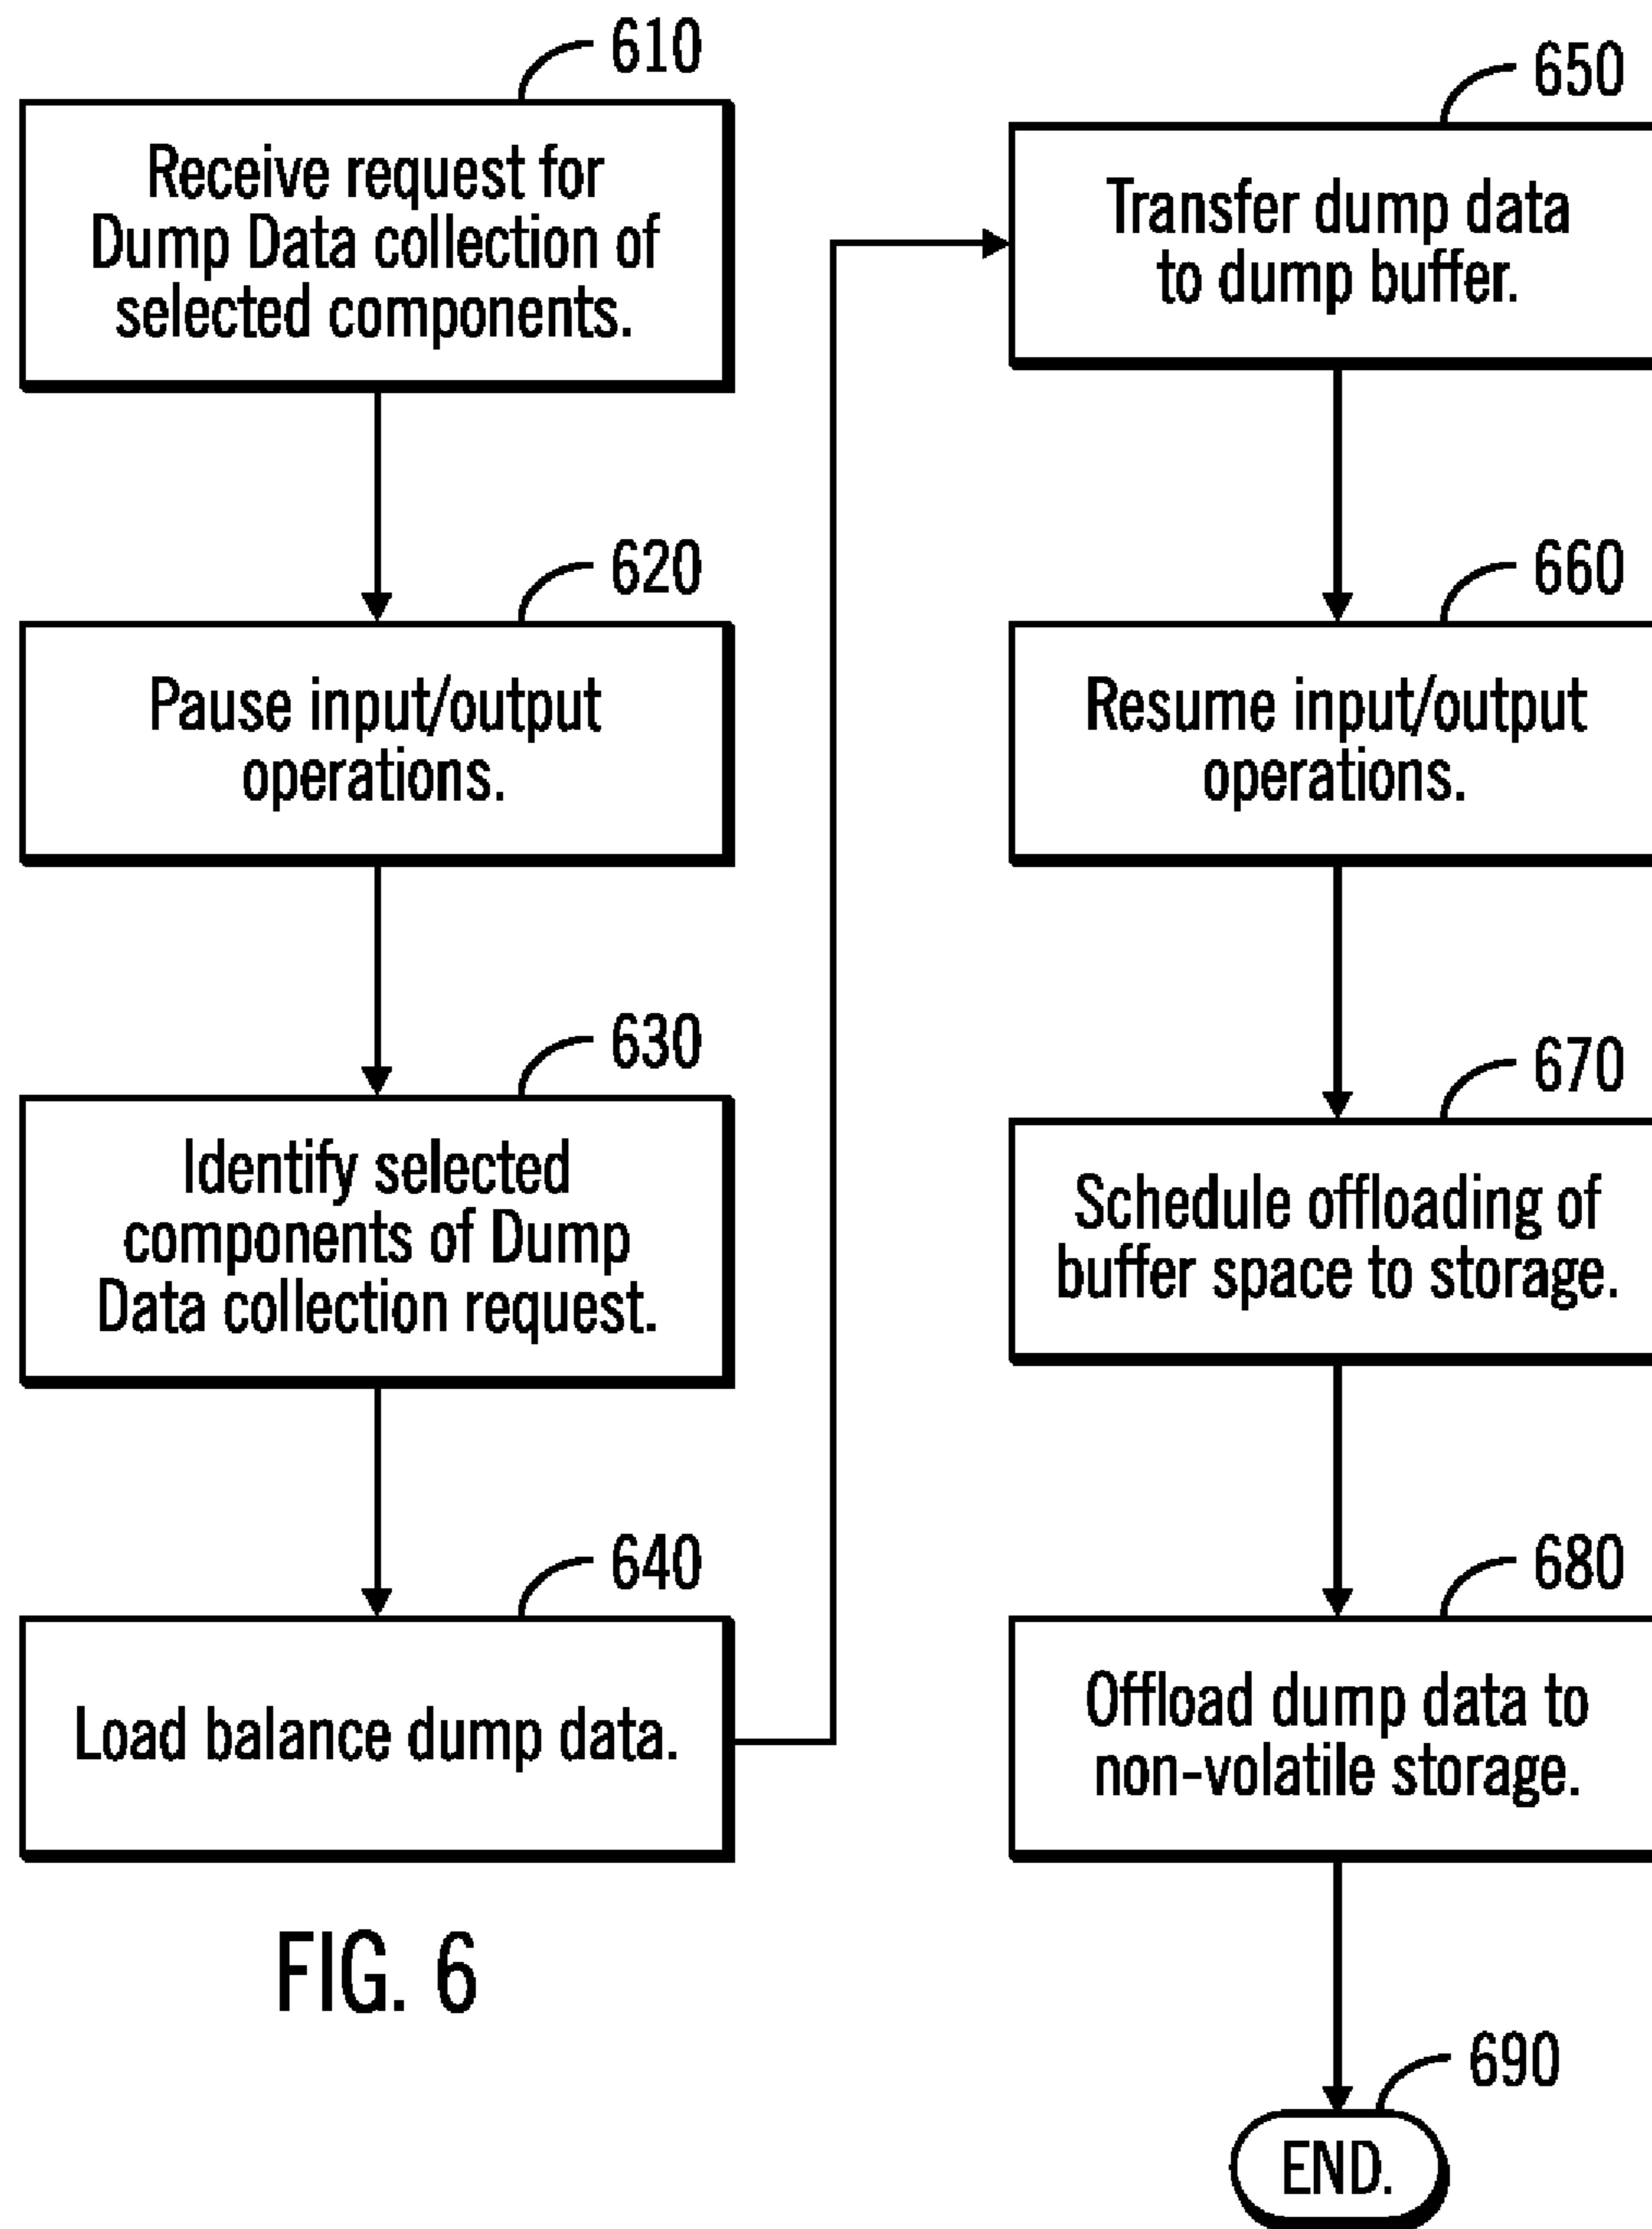 610
Receive request for
Dump Data collection of
selected components.
620
Pause input/output
operations.
630
Identify selected
components of Dump
Data collection request.
640
Load balance dump data.
650
Transfer dump data
to dump buffer.
660
Resume input/output
operations.
670
Schedule offloading of
buffer space to storage.
680
Offload dump data to
non-volatile storage.
690
END.
FIG. 6